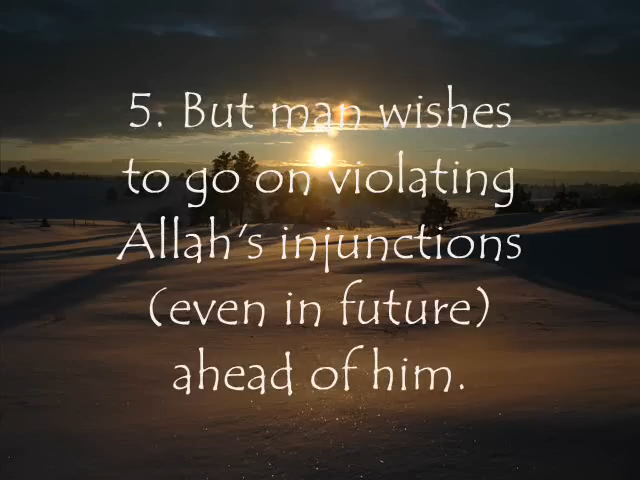 5. But man wishes
to go on violating
Allah's injunctions
(even in future)
ahead of him.